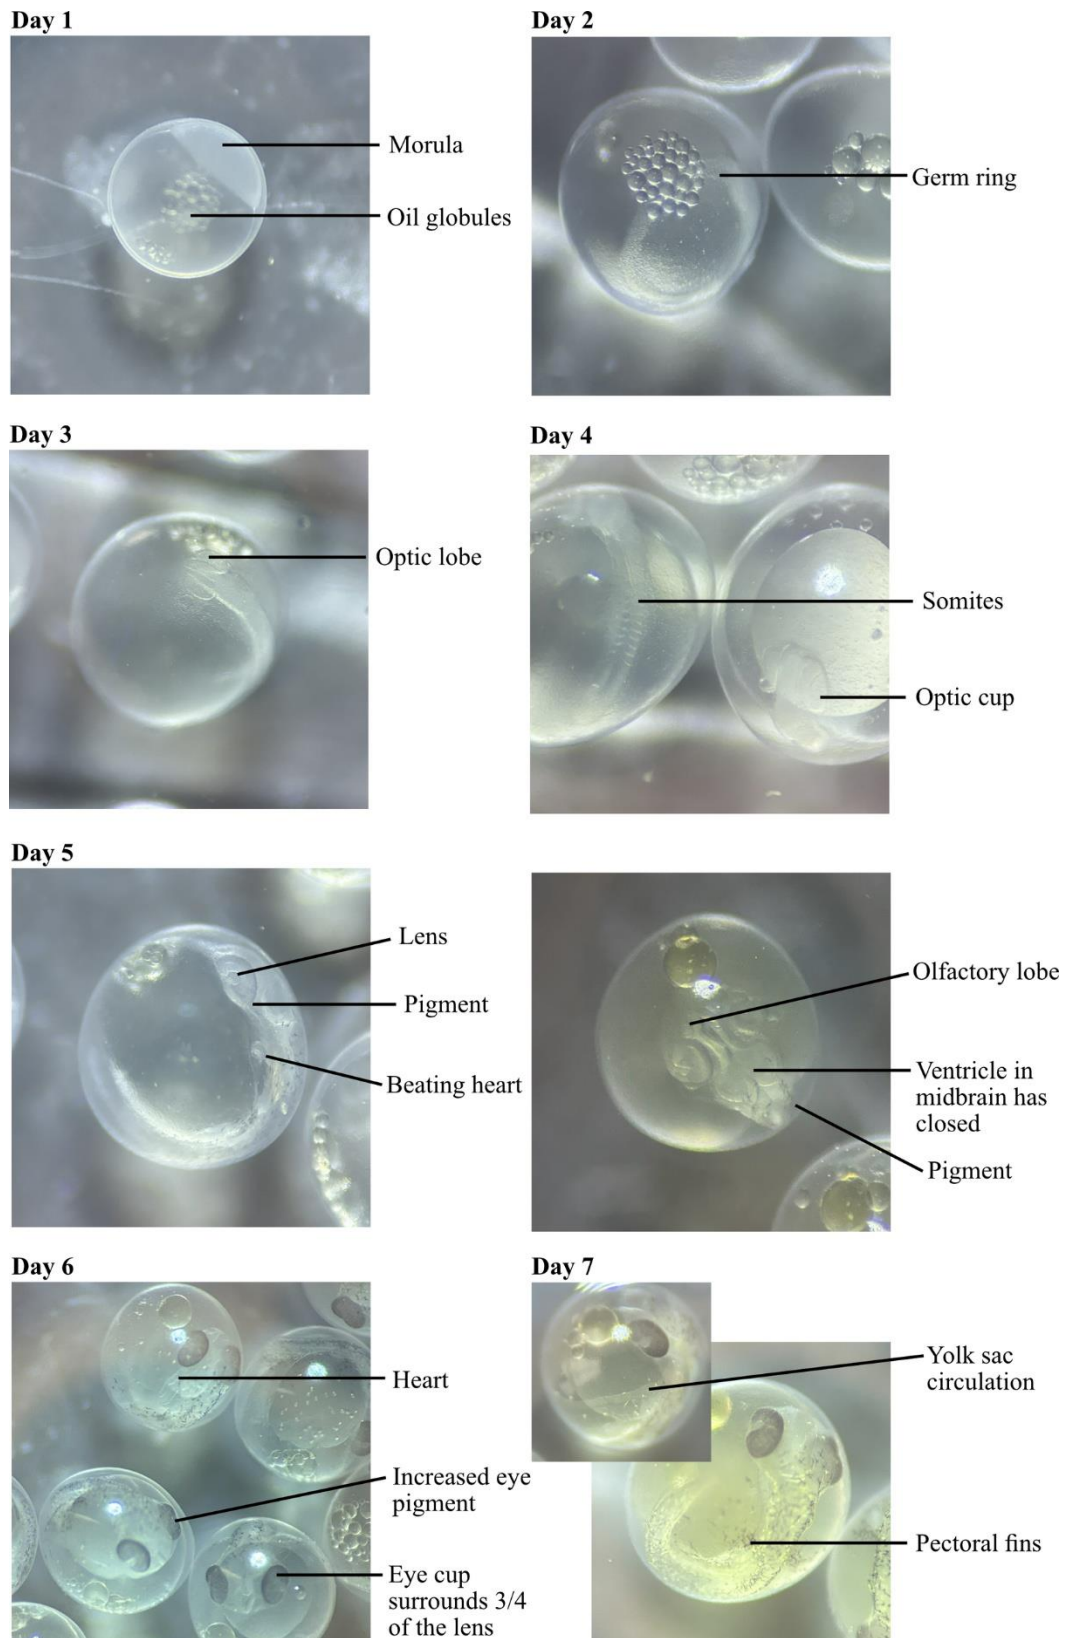 Day 1
Morula
Oil globules
Day 2
Germ ring
Day 3
Optic lobe
Day 4
Somites
Optic cup
Day 5
Lens
Pigment
Beating heart
Olfactory lobe
Ventricle in
midbrain has
closed
Pigment
Day 6
Heart
Increased eye
pigment
Eye cup
surrounds 3/4
of the lens
Day 7
Yolk sac
circulation
Pectoral fins